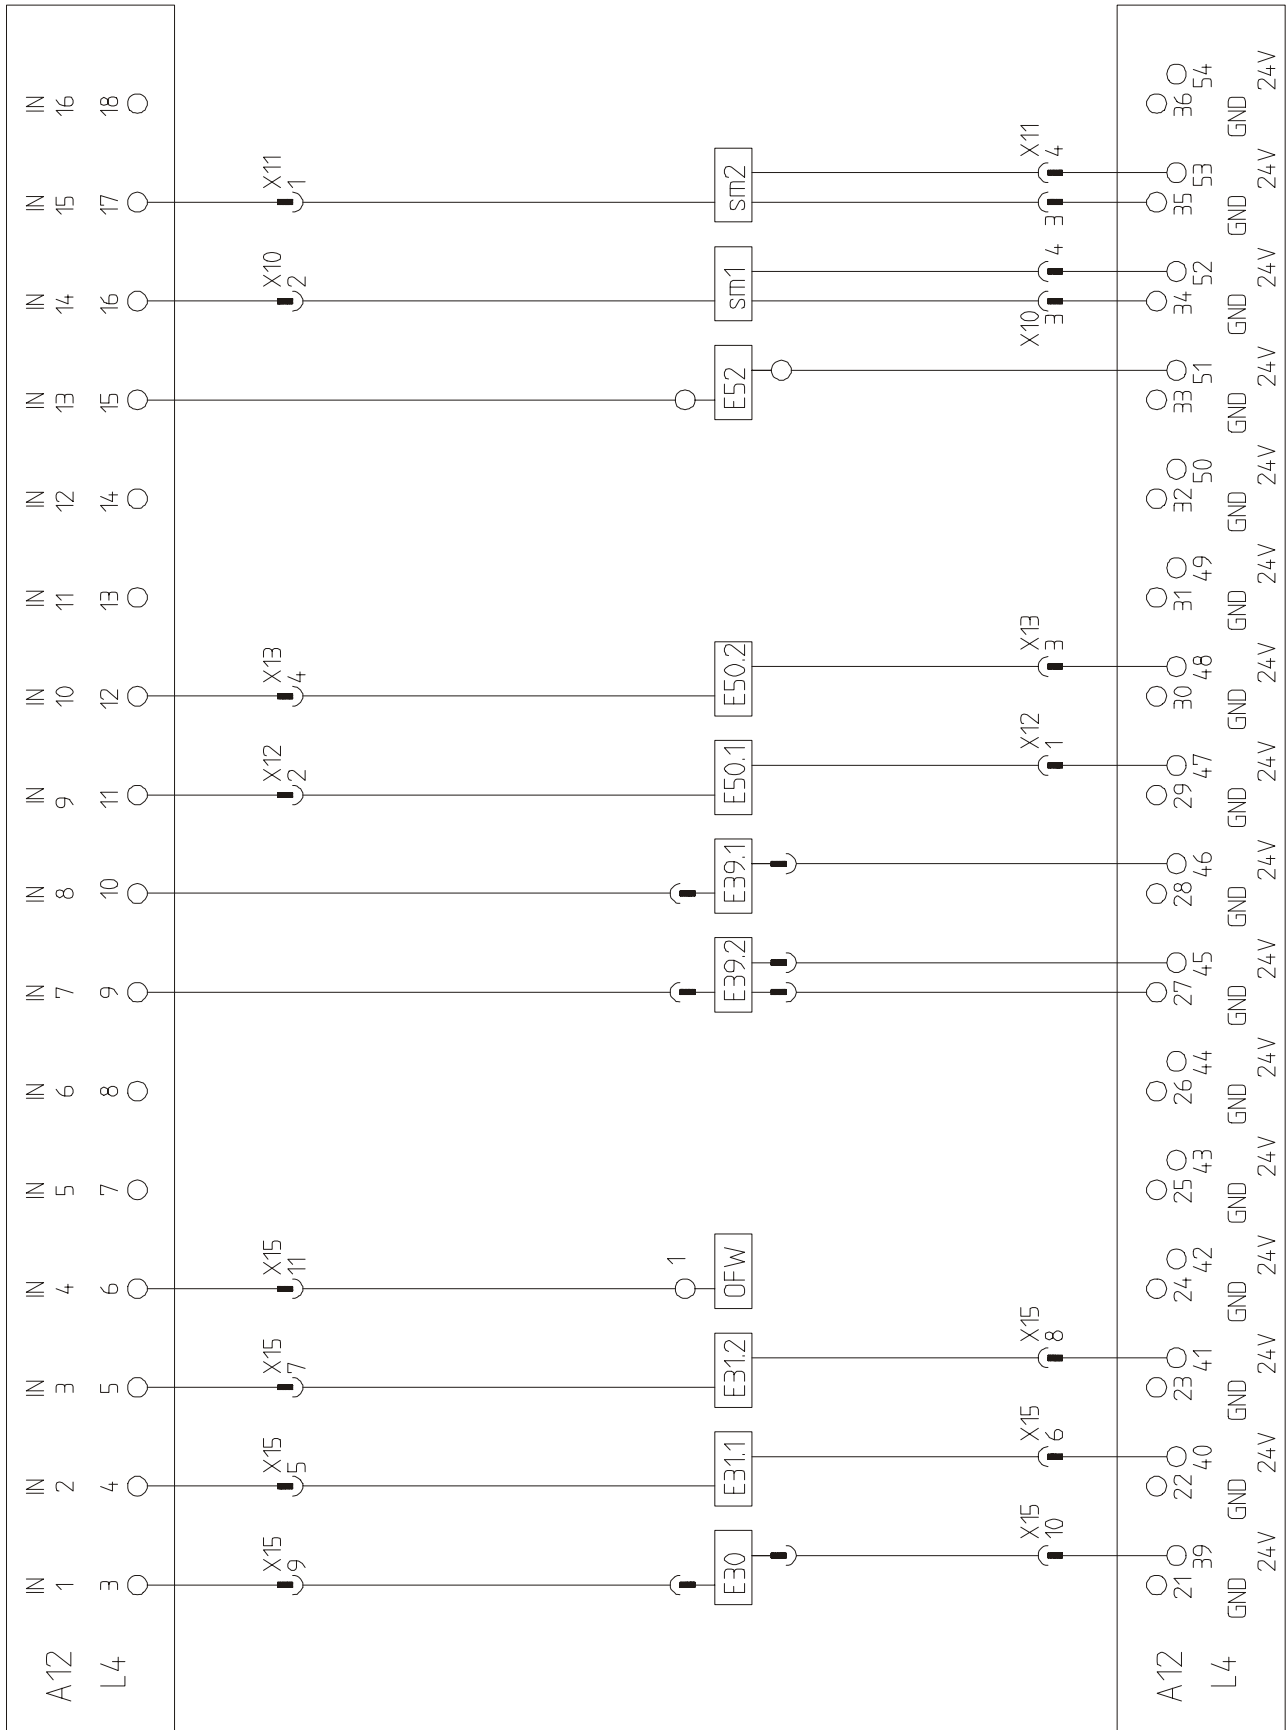 IN IN IN IN IN IN IN IN IN IN IN IN IN IN IN IN
A12 1 2 3 4 5 6 7 8 9 10 11 12 13 14 15 16
L4 3 4 5 6 7 8 9 10 11 12 13 14 15 16 17 18
X15 X15 X15 X15 X12 X13 X10 X11
9 5 7 11 2 4 2 1
1
E30 E31.1 E31.2 OFW E39.2 E39.1 E50.1 E50.2 E52 sm1 sm2
X15 X15 X15 X12 X13 X10 X11
10 6 8 1 3 3 4 3 4
A12 21 22 23 24 25 26 27 28 29 30 31 32 33 34 35 36
39 40 41 42 43 44 45 46 47 48 49 50 51 52 53 54
L4 GND GND GND GND GND GND GND GND GND GND GND GND GND GND GND GND
24V 24V 24V 24V 24V 24V 24V 24V 24V 24V 24V 24V 24V 24V 24V 24V